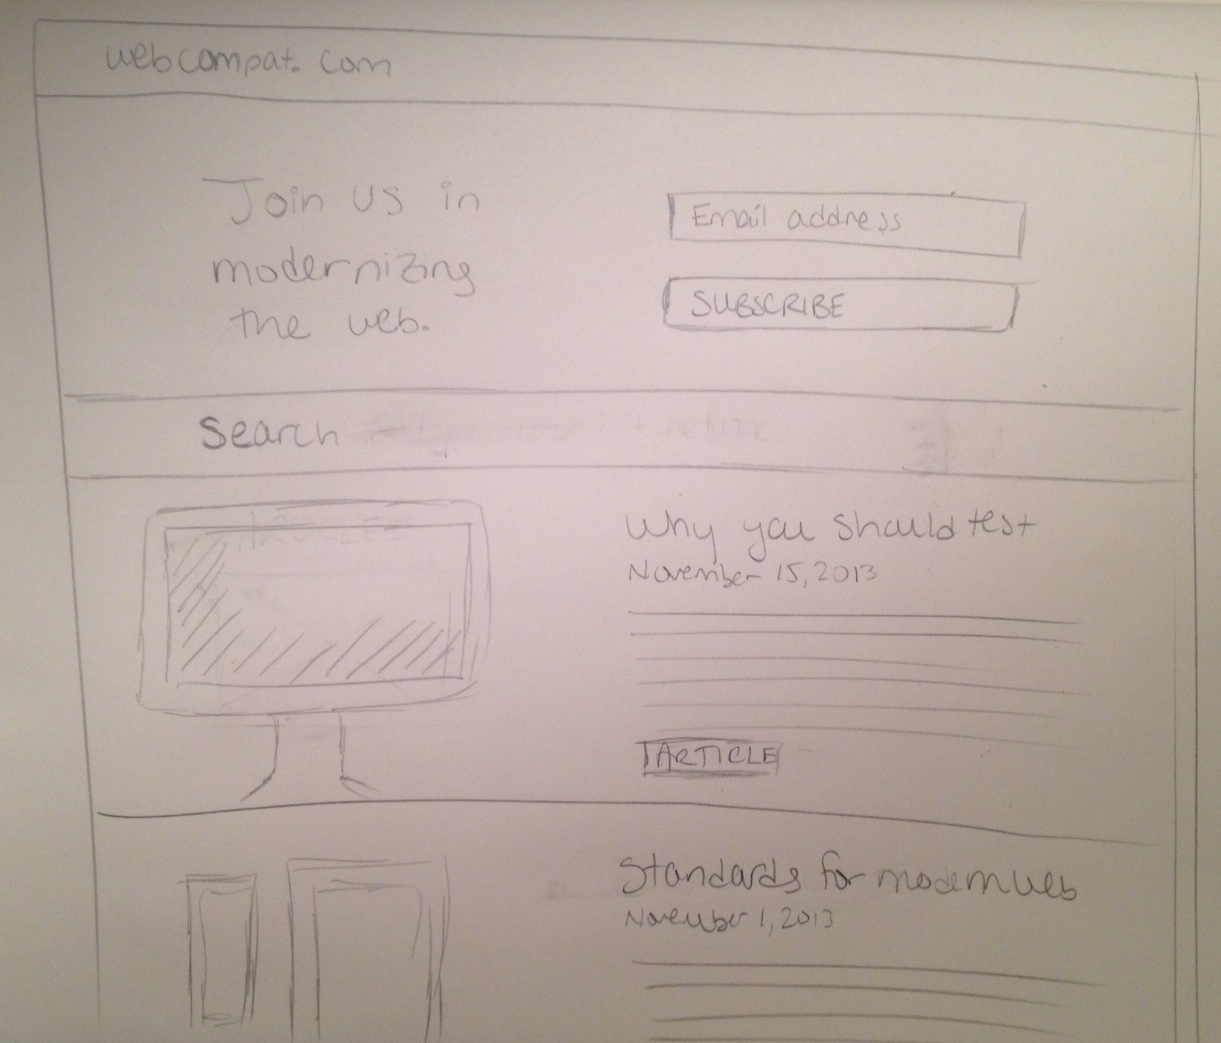 webcompat.com
Join us in
modernizing
the web.
Email address
SUBSCRIBE
Search
Why you should test
November 15, 2013
ARTICLE
Standards for modern web
November 1, 2013